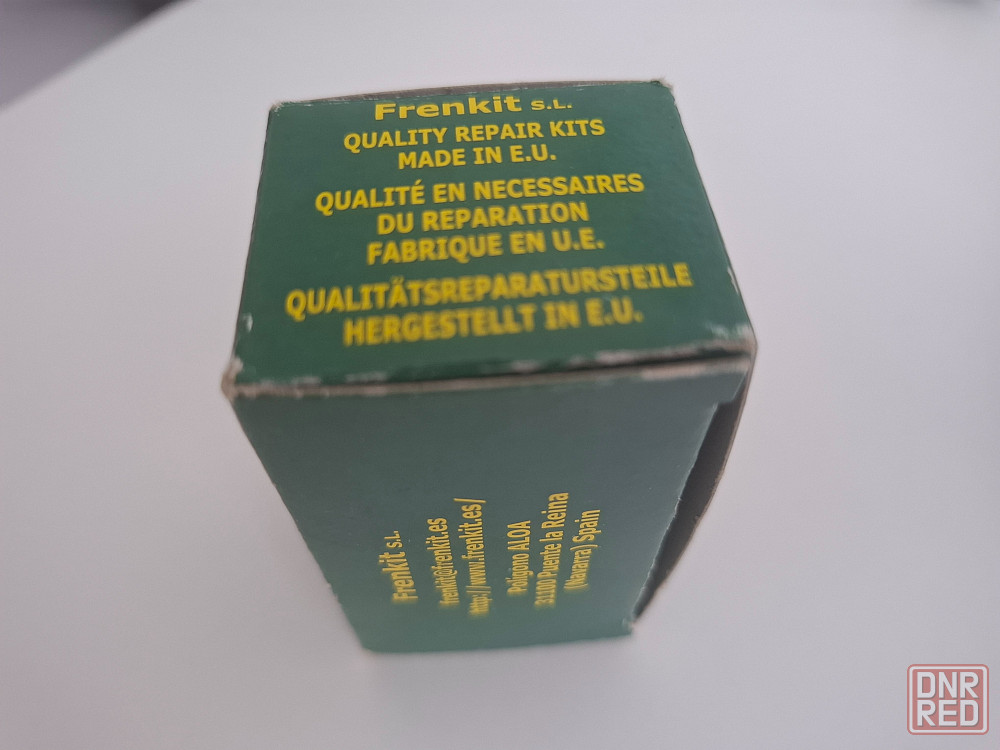 Frenkit S.L.
QUALITY REPAIR KITS
MADE IN E.U.
QUALITÉ EN NECESSAIRES
DU REPARATION
FABRIQUE EN U.E.
QUALITÄTSREPARATURSTEILE
HERGESTELLT IN E.U.
Frenkit S.L.
frenkit@frenkit.es
http://www.frenkit.es/
Polígono ALOA
31100 Puente la Reina
(Navarra) Spain
DNR
RED